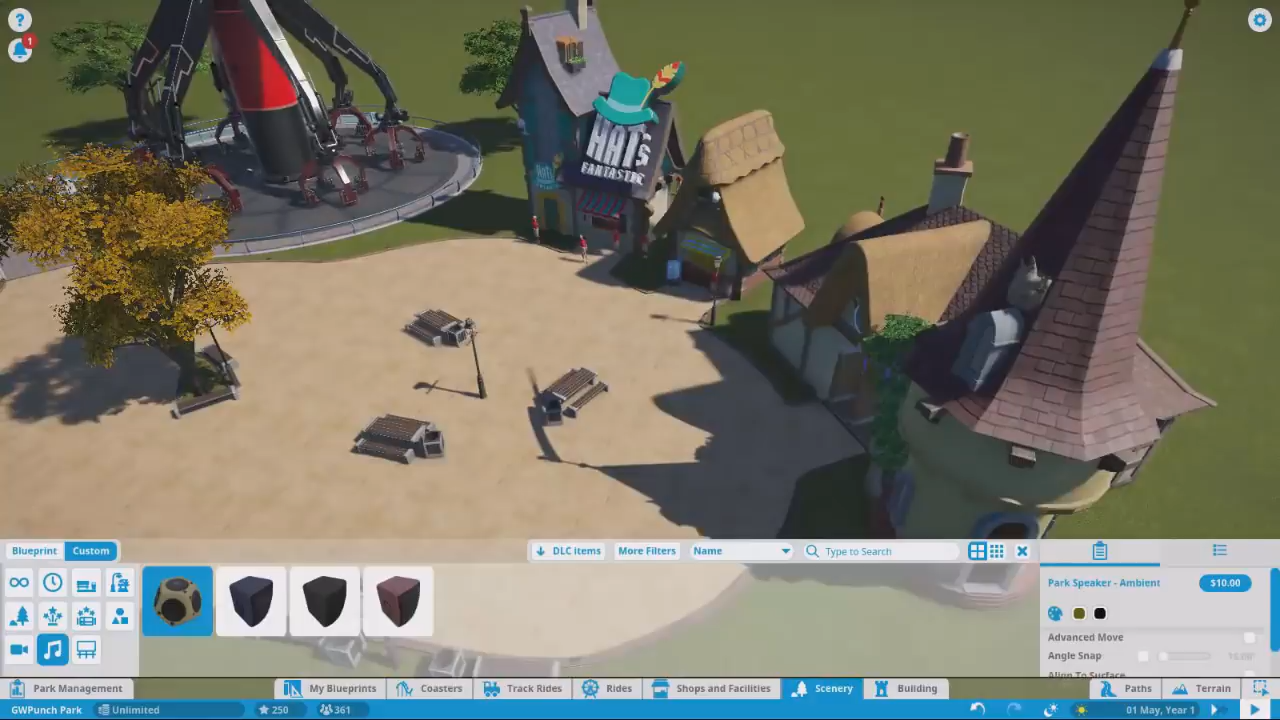 ?
1
HATS
FANTASTIC
HATS
Blueprint
Custom
DLC items
More Filters
Name
Type to Search
Park Speaker - Ambient
$10.00
Advanced Move
Angle Snap
Park Management
My Blueprints
Coasters
Track Rides
Rides
Shops and Facilities
Scenery
Building
Paths
Terrain
GWPunch Park
Unlimited
250
361
01 May, Year 1